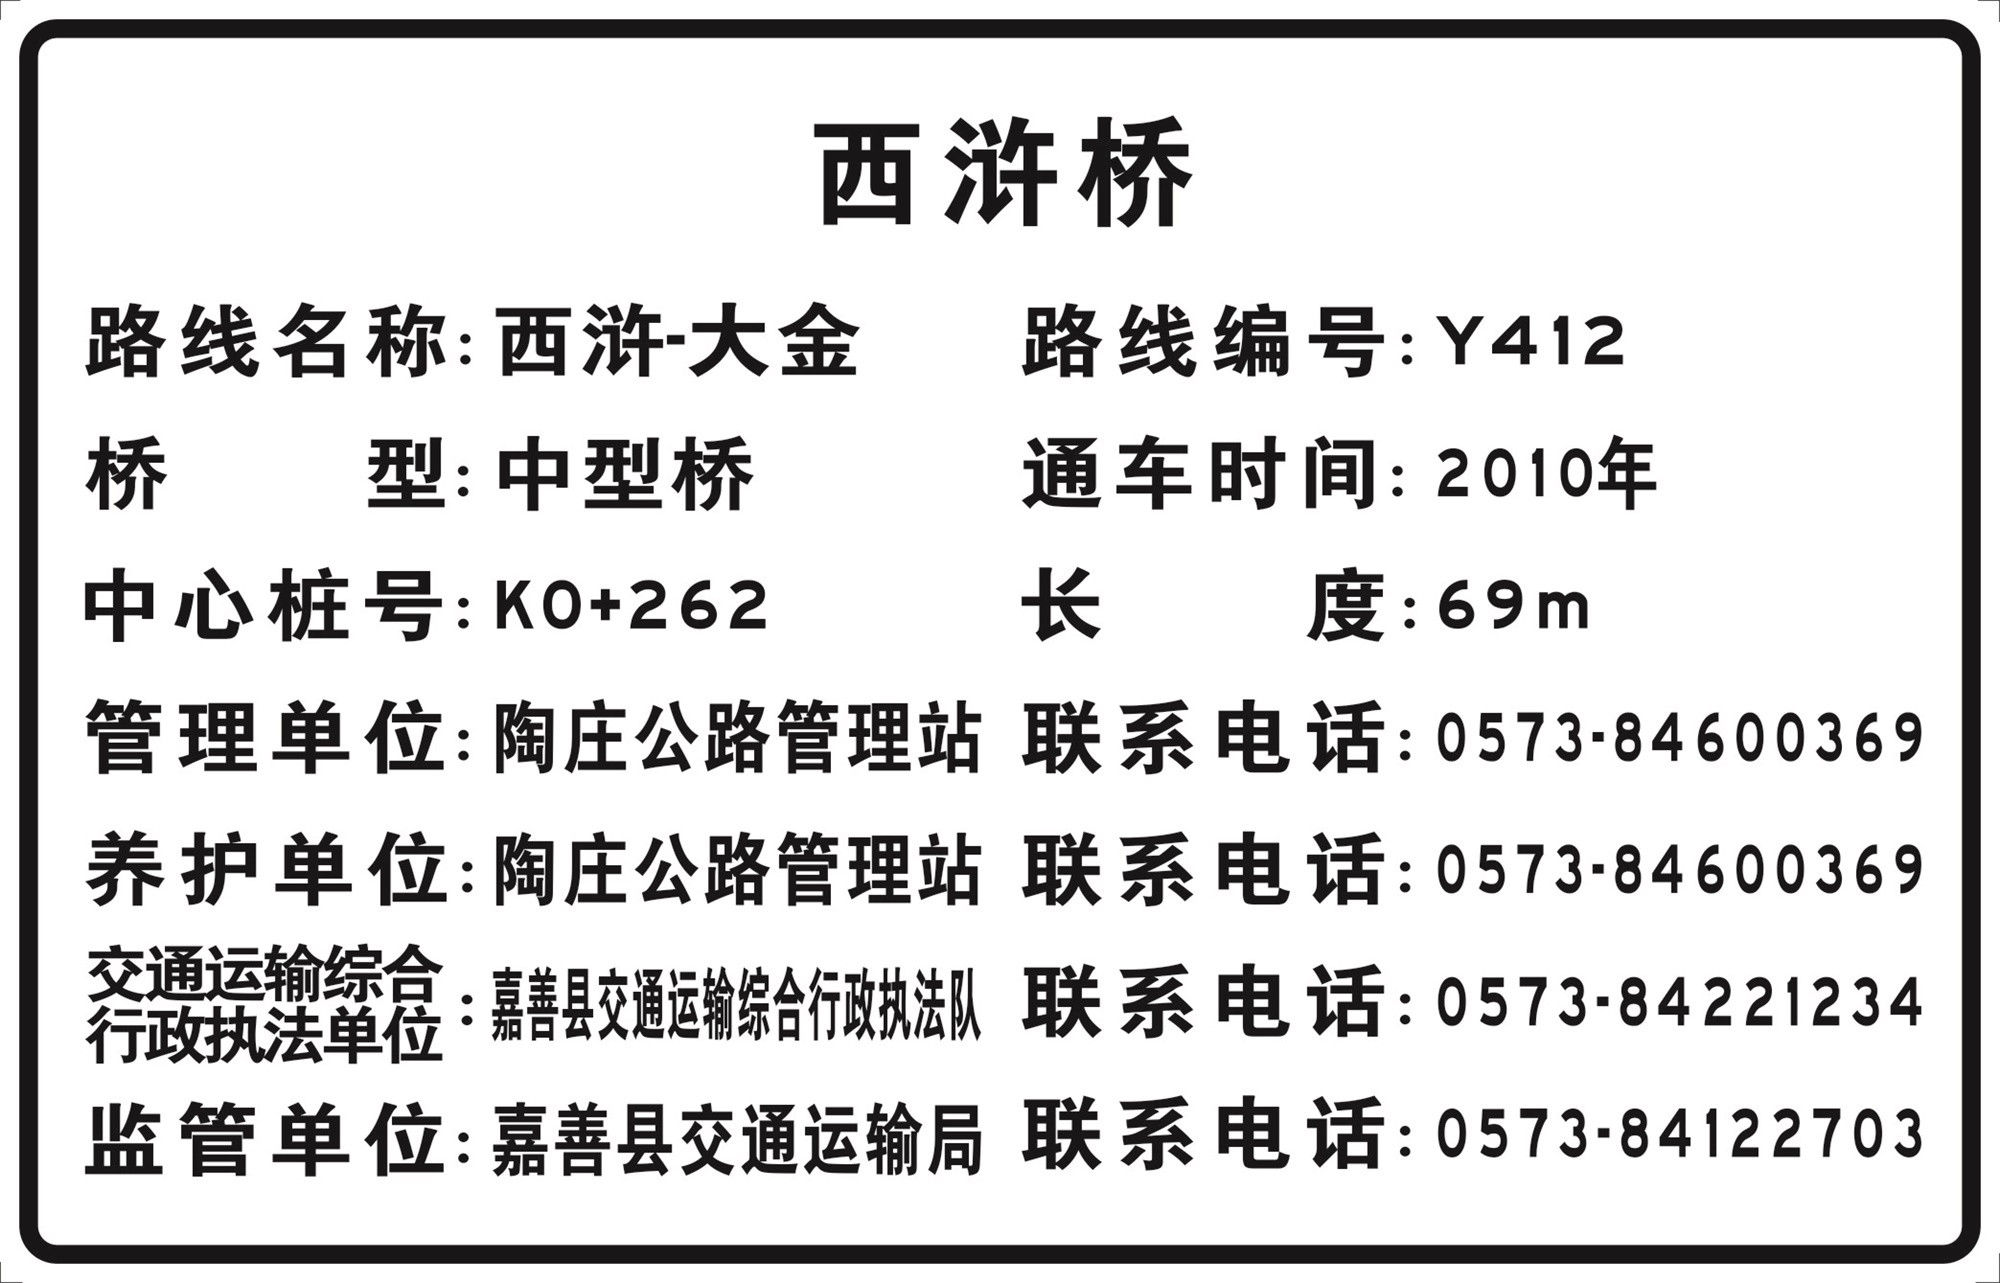 西浒桥
路线名称:西浒-大金 路线编号:Y412
桥型:中型桥 通车时间:2010年
中心桩号:K0+262 长度:69m
管理单位:陶庄公路管理站 联系电话:0573-84600369
养护单位:陶庄公路管理站 联系电话:0573-84600369
交通运输综合
行政执法单位:嘉善县交通运输综合行政执法队 联系电话:0573-84221234
监管单位:嘉善县交通运输局 联系电话:0573-84122703